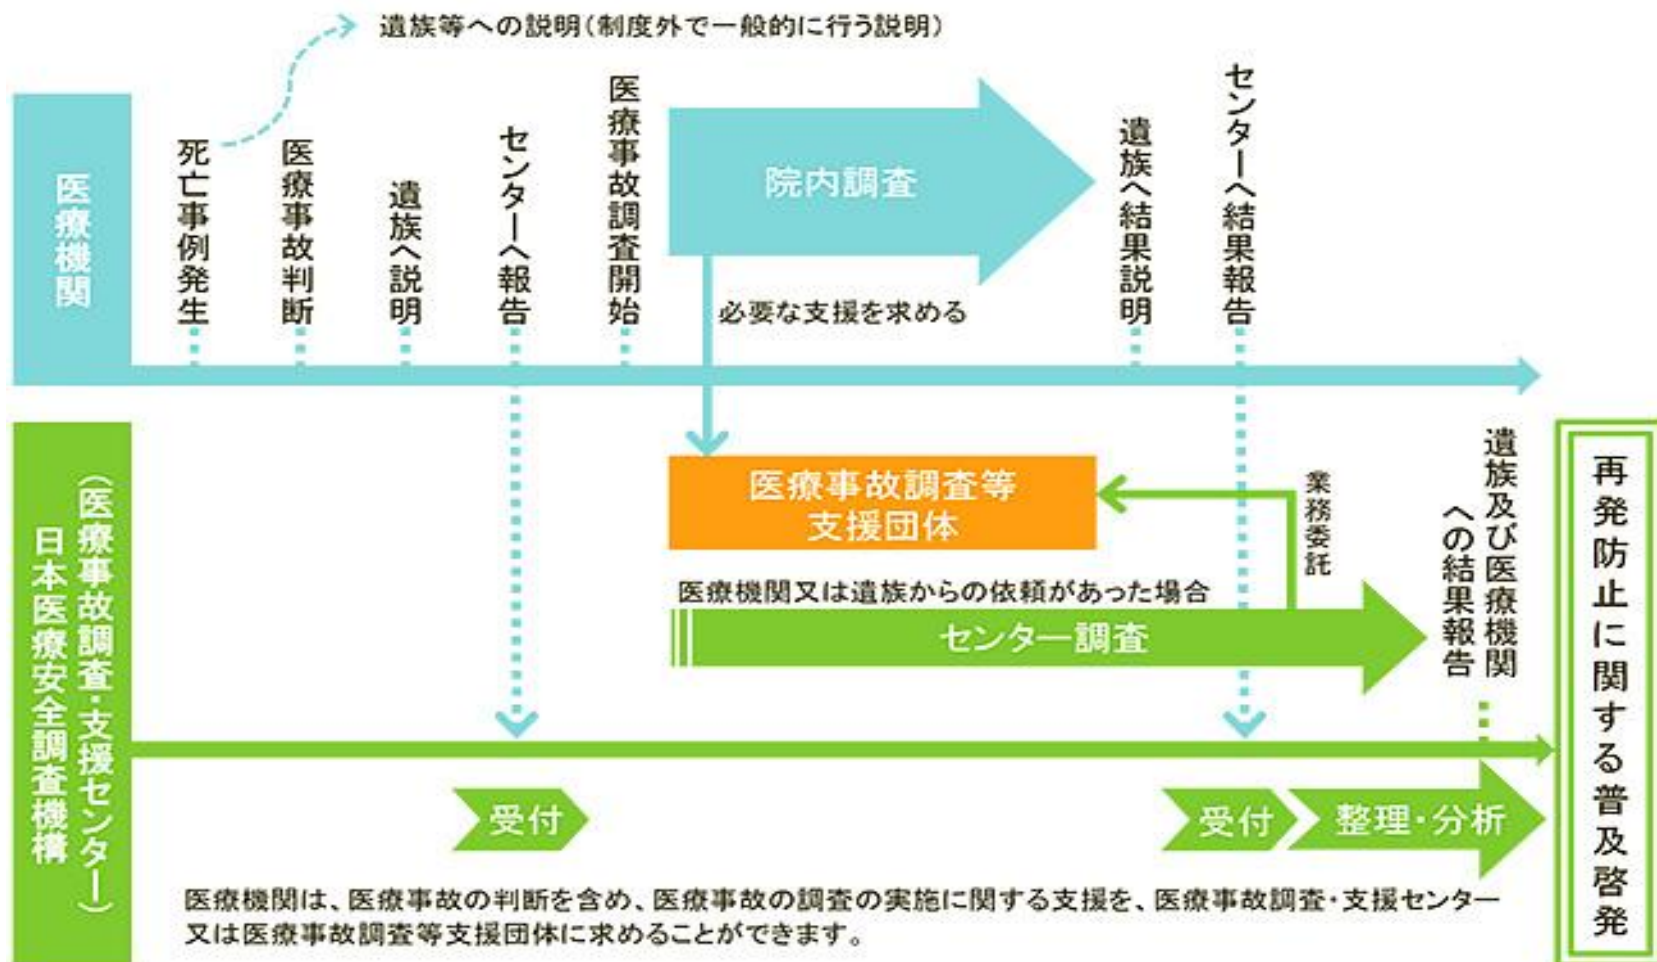 遺族等への説明(制度外で一般的に行う説明)
医療機関
死亡事例発生
医療事故判断
遺族へ説明
センターへ報告
医療事故調査開始
院内調査
遺族へ結果説明
センターへ結果報告
必要な支援を求める
日本医療安全調査機構
(医療事故調査・支援センター)
医療事故調査等
支援団体
業務委託
医療機関又は遺族からの依頼があった場合
センター調査
遺族及び医療機関
への結果報告
再発防止に関する普及啓発
受付
受付
整理・分析
医療機関は、医療事故の判断を含め、医療事故の調査の実施に関する支援を、医療事故調査・支援センター
又は医療事故調査等支援団体に求めることができます。